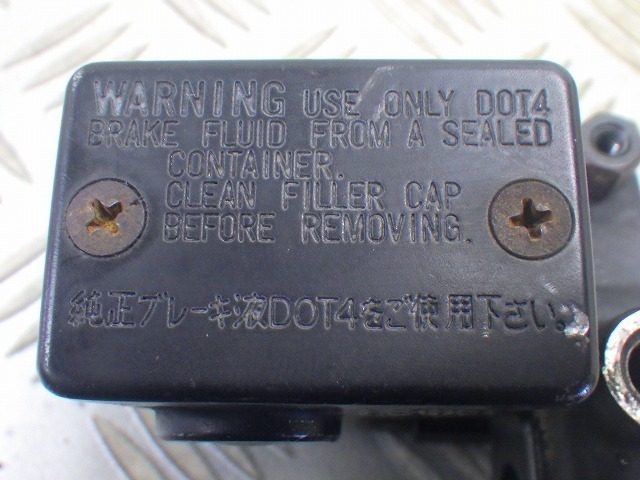 WARNING USE ONLY DOT4
BRAKE FLUID FROM A SEALED
CONTAINER.
CLEAN FILLER CAP
BEFORE REMOVING.
純正ブレーキ液DOT4をご使用下さい。